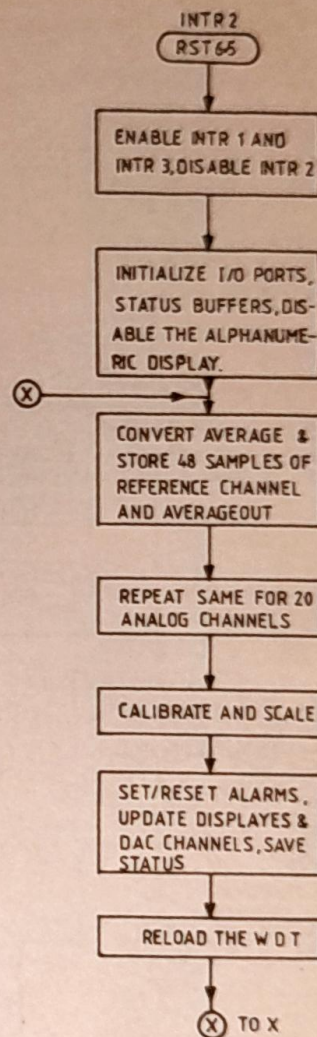 INTR 2
RST 6.5
ENABLE INTR 1 AND
INTR 3,DISABLE INTR 2
INITIALIZE I/O PORTS,
STATUS BUFFERS,DIS-
ABLE THE ALPHANUME-
RIC DISPLAY.
X
CONVERT AVERAGE &
STORE 48 SAMPLES OF
REFERENCE CHANNEL
AND AVERAGEOUT
REPEAT SAME FOR 20
ANALOG CHANNELS
CALIBRATE AND SCALE
SET/RESET ALARMS,
UPDATE DISPLAYES &
DAC CHANNELS,SAVE
STATUS
RELOAD THE W D T
X TO X